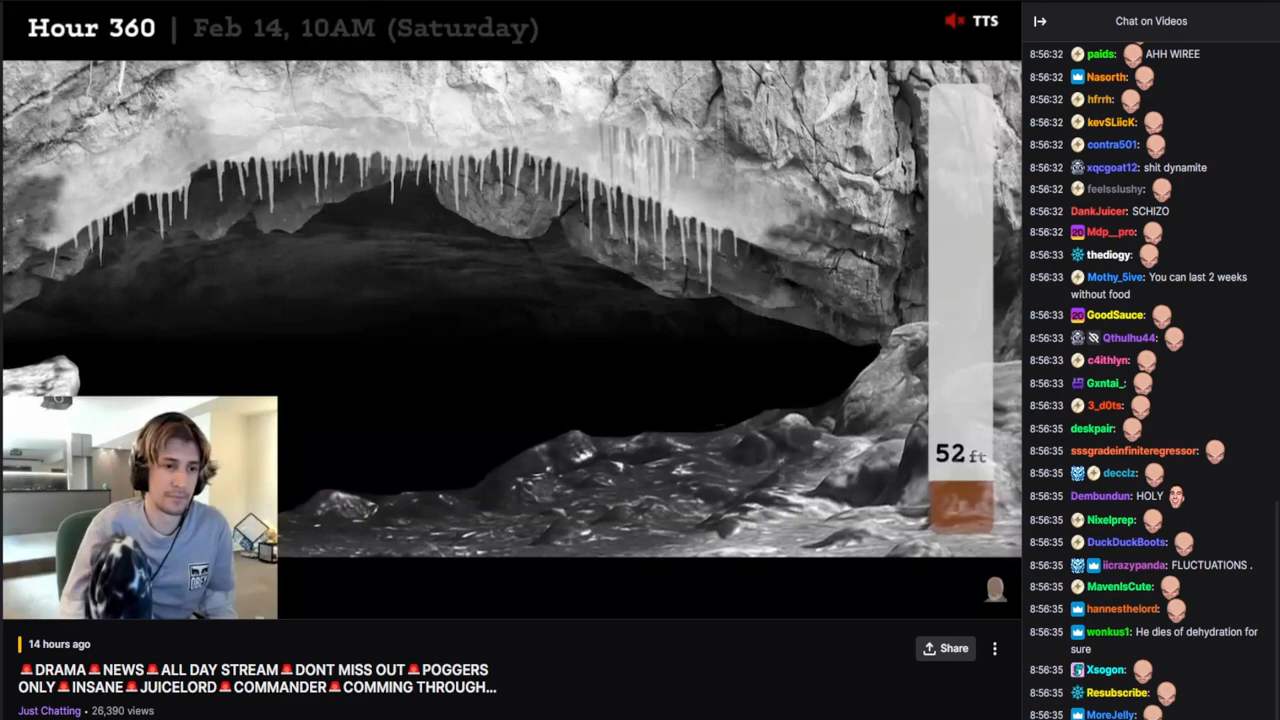 Hour 360 | Feb 14, 10AM (Saturday)
TTS
52 ft
OBEY
14 hours ago
Share
🚨DRAMA🚨NEWS🚨ALL DAY STREAM🚨DONT MISS OUT🚨POGGERS
ONLY🚨INSANE🚨JUICELORD🚨COMMANDER🚨COMMING THROUGH...
Just Chatting • 26,390 views
Chat on Videos
8:56:32 paids: AHH WIREE
8:56:32 Nasorth:
8:56:32 hfrrh:
8:56:32 kevSLiicK:
8:56:32 contra501:
8:56:32 xqcgoat12: shit dynamite
8:56:32 feelsslushy:
8:56:32 DankJuicer: SCHIZO
8:56:32 20 Mdp__pro:
8:56:33 thediogy:
8:56:33 Mothy_5ive: You can last 2 weeks
without food
8:56:33 20 GoodSauce:
8:56:33 Qthulhu44:
8:56:33 c4ithlyn:
8:56:33 Gxntai_:
8:56:33 3_d0ts:
8:56:35 deskpair:
8:56:35 sssgradeinfiniteregressor:
8:56:35 decclz:
8:56:35 Dembundun: HOLY
8:56:35 Nixelprep:
8:56:35 DuckDuckBoots:
8:56:35 iicrazypanda: FLUCTUATIONS .
8:56:35 MavenIsCute:
8:56:35 hannesthelord:
8:56:35 wonkus1: He dies of dehydration for
sure
8:56:35 Xsogon:
8:56:35 Resubscribe:
8:56:35 MoreJelly: